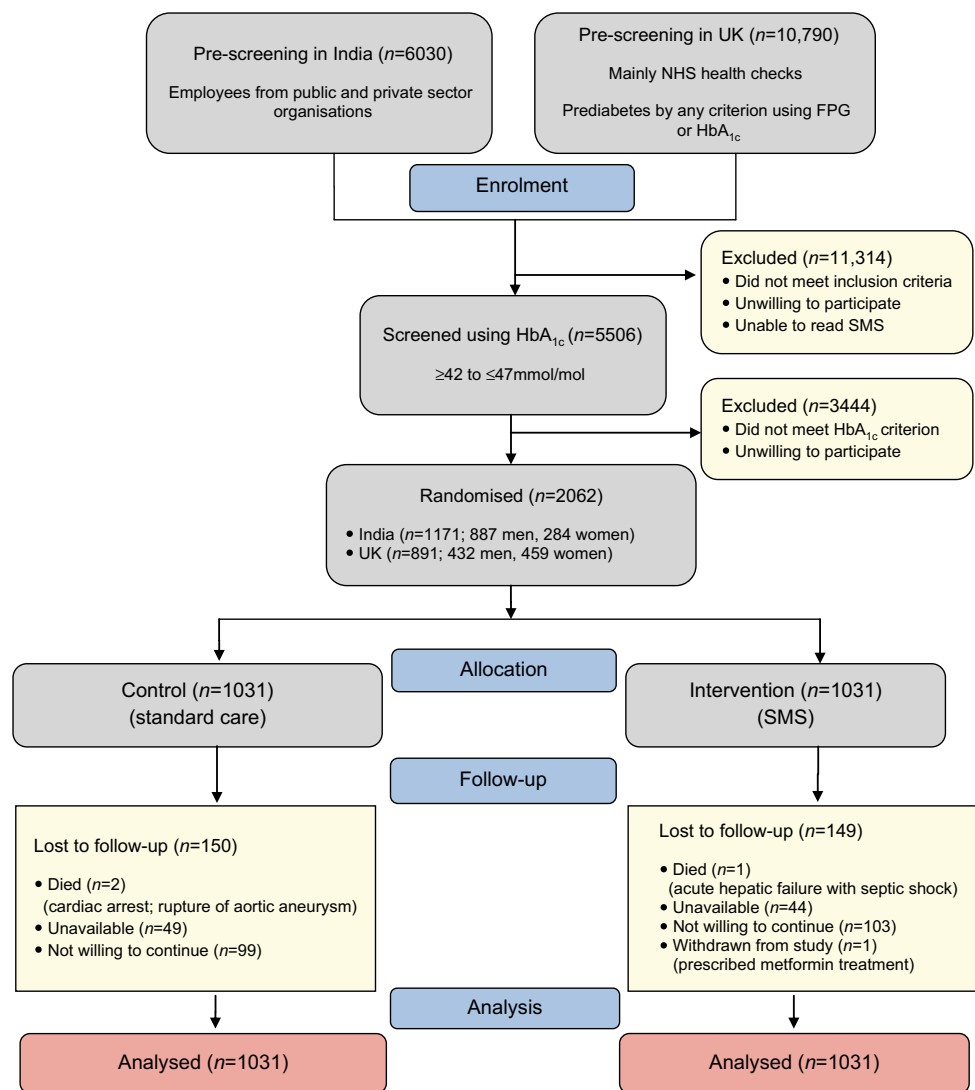 Pre-screening in India (n=6030)
Employees from public and private sector
organisations
Pre-screening in UK (n=10,790)
Mainly NHS health checks
Prediabetes by any criterion using FPG
or HbA1c
Enrolment
Excluded (n=11,314)
• Did not meet inclusion criteria
• Unwilling to participate
• Unable to read SMS
Screened using HbA1c (n=5506)
≥42 to ≤47mmol/mol
Excluded (n=3444)
• Did not meet HbA1c criterion
• Unwilling to participate
Randomised (n=2062)
• India (n=1171; 887 men, 284 women)
• UK (n=891; 432 men, 459 women)
Allocation
Control (n=1031)
(standard care)
Intervention (n=1031)
(SMS)
Follow-up
Lost to follow-up (n=150)
• Died (n=2)
(cardiac arrest; rupture of aortic aneurysm)
• Unavailable (n=49)
• Not willing to continue (n=99)
Lost to follow-up (n=149)
• Died (n=1)
(acute hepatic failure with septic shock)
• Unavailable (n=44)
• Not willing to continue (n=103)
• Withdrawn from study (n=1)
(prescribed metformin treatment)
Analysis
Analysed (n=1031)
Analysed (n=1031)